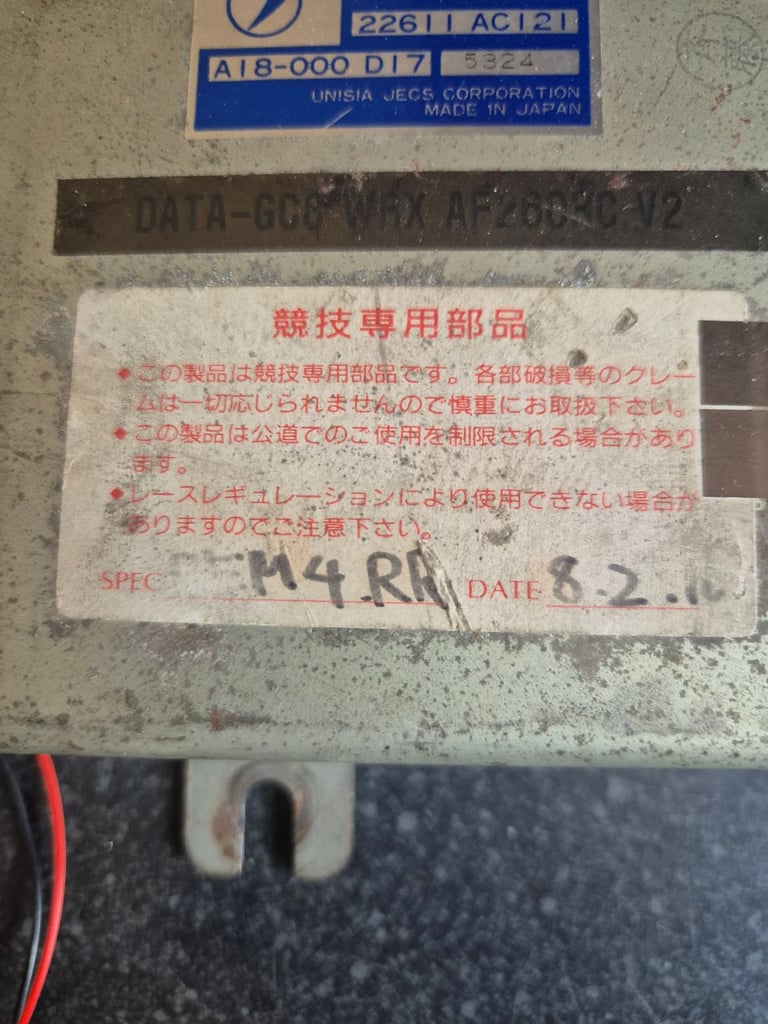 22611 AC121
A18-000 D17 5324
UNISIA JECS CORPORATION
MADE IN JAPAN
DATA-GC8 WRX V2
競技専用部品
◆この製品は競技専用部品です。各部破損等のクレー
ムは一切応じられませんので慎重にお取扱下さい。
◆この製品は公道でのご使用を制限される場合があり
ます。
◆レースレギュレーションにより使用できない場合が
ありますのでご注意下さい。
SPEC M4.RR DATE 8.2.